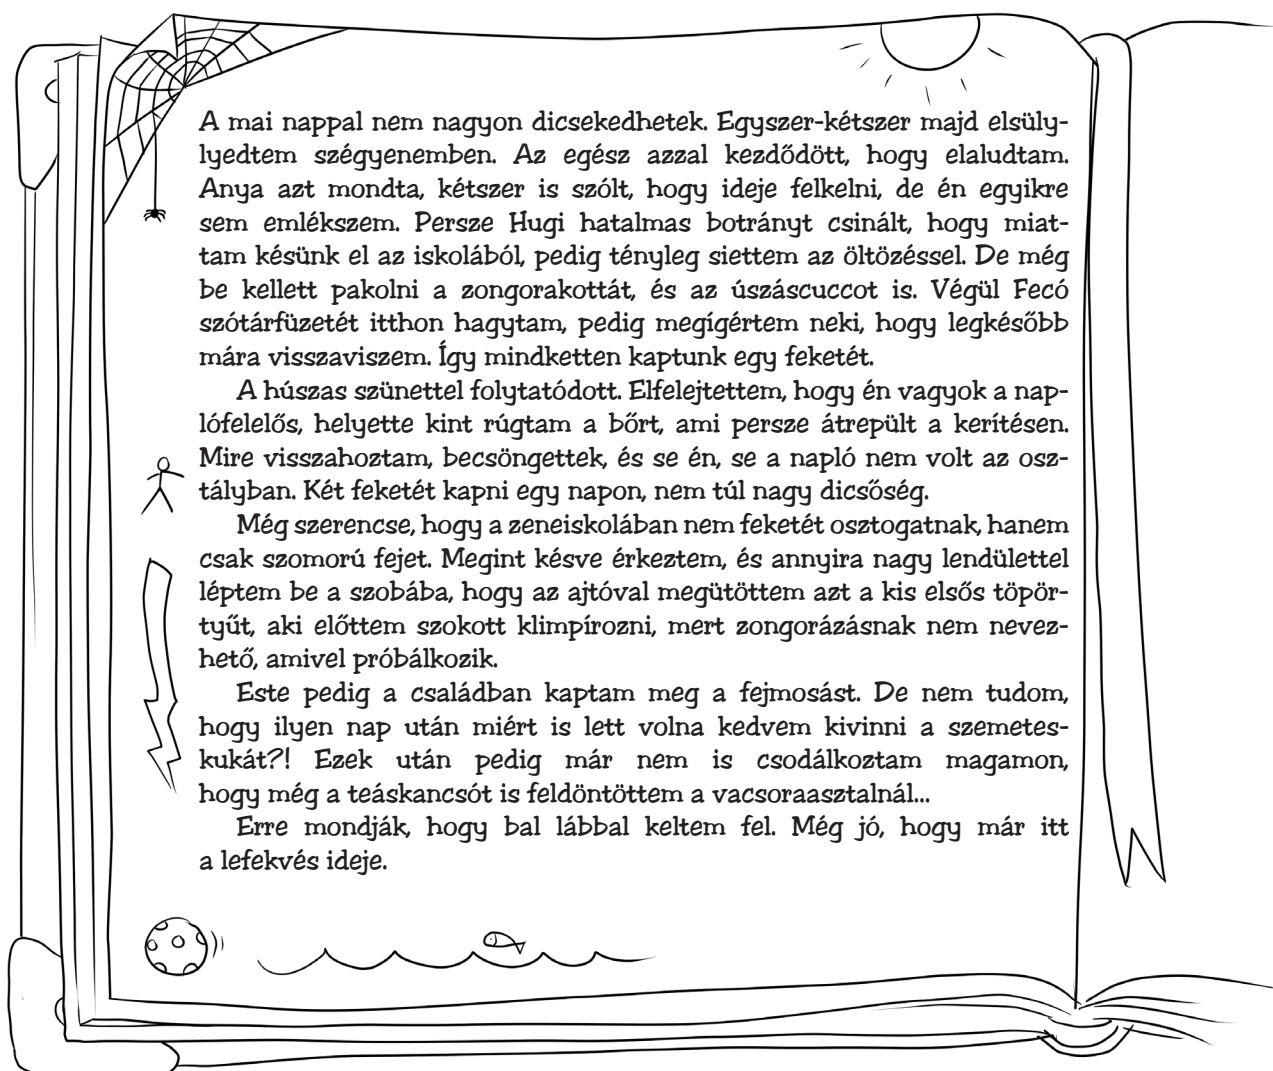 A mai nappal nem nagyon dicsekedhetek. Egyszer-kétszer majd elsüly-
lyedtem szégyenemben. Az egész azzal kezdődött, hogy elaludtam.
Anya azt mondta, kétszer is szólt, hogy ideje felkelni, de én egyikre
sem emlékszem. Persze Hugi hatalmas botrányt csinált, hogy miat-
tam késünk el az iskolából, pedig tényleg siettem az öltözéssel. De még
be kellett pakolni a zongorakottát, és az úszáscuccot is. Végül Fecó
szótárfüzetét itthon hagytam, pedig megígértem neki, hogy legkésőbb
mára visszaviszem. Így mindketten kaptunk egy feketét.
A húszas szünettel folytatódott. Elfelejtettem, hogy én vagyok a nap-
lófelelős, helyette kint rúgtam a bőrt, ami persze átrepült a kerítésen.
Mire visszahoztam, becsöngettek, és se én, se a napló nem volt az osz-
tályban. Két feketét kapni egy napon, nem túl nagy dicsőség.
Még szerencse, hogy a zeneiskolában nem feketét osztogatnak, hanem
csak szomorú fejet. Megint késve érkeztem, és annyira nagy lendülettel
léptem be a szobába, hogy az ajtóval megütöttem azt a kis elsős töpör-
tyűt, aki előttem szokott klimpírozni, mert zongorázásnak nem nevez-
hető, amivel próbálkozik.
Este pedig a családban kaptam meg a fejmosást. De nem tudom,
hogy ilyen nap után miért is lett volna kedvem kivinni a szemetes-
kukát?! Ezek után pedig már nem is csodálkoztam magamon,
hogy még a teáskancsót is feldöntöttem a vacsoraasztalnál...
Erre mondják, hogy bal lábbal keltem fel. Még jó, hogy már itt
a lefekvés ideje.